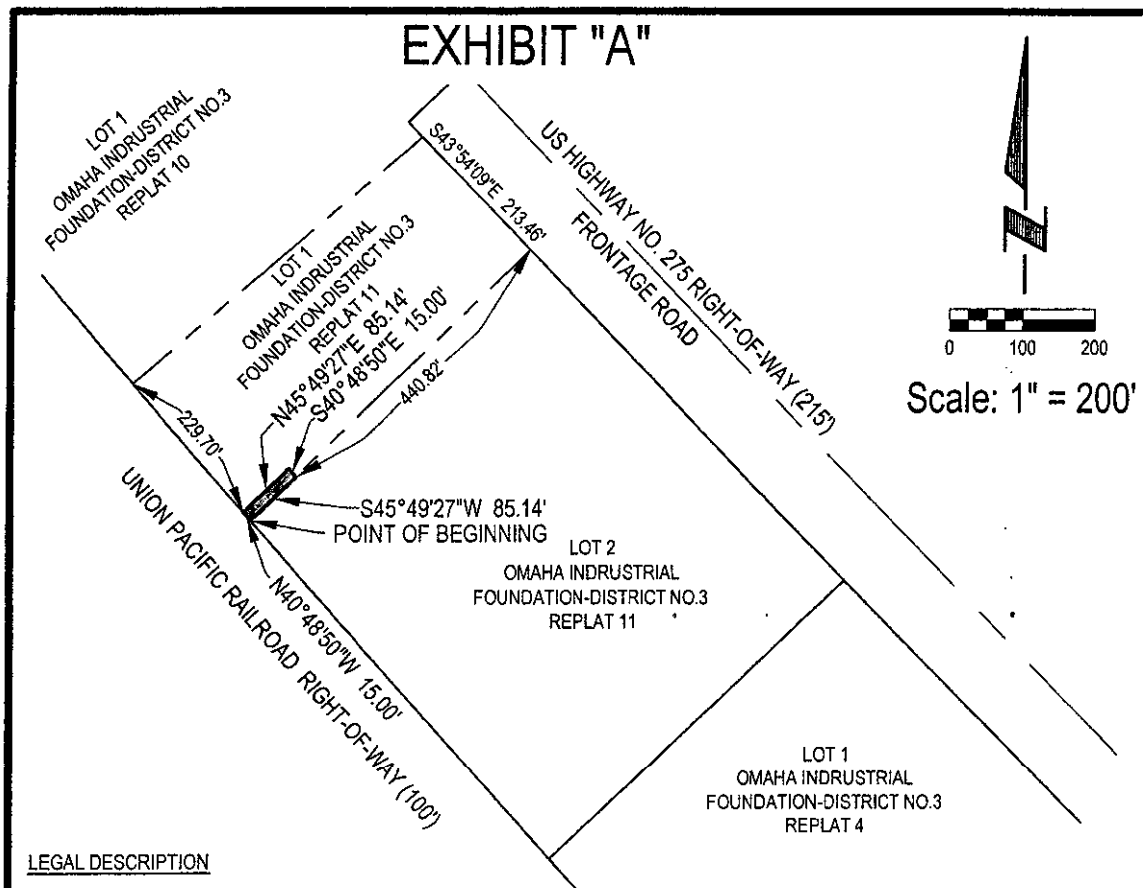 EXHIBIT "A"
LOT 1
OMAHA INDRUSTRIAL
FOUNDATION-DISTRICT NO.3
REPLAT 10
S43°54'09"E 213.46'
US HIGHWAY NO. 275 RIGHT-OF-WAY (215')
FRONTAGE ROAD
LOT 1
OMAHA INDRUSTRIAL
FOUNDATION-DISTRICT NO.3
REPLAT 11
N45°49'27"E 85.14'
S40°48'50"E 15.00'
440.82'
229.70'
0 100 200
Scale: 1" = 200'
S45°49'27"W 85.14'
POINT OF BEGINNING
N40°48'50"W 15.00'
UNION PACIFIC RAILROAD RIGHT-OF-WAY (100')
LOT 2
OMAHA INDRUSTRIAL
FOUNDATION-DISTRICT NO.3
REPLAT 11
LOT 1
OMAHA INDRUSTRIAL
FOUNDATION-DISTRICT NO.3
REPLAT 4
LEGAL DESCRIPTION